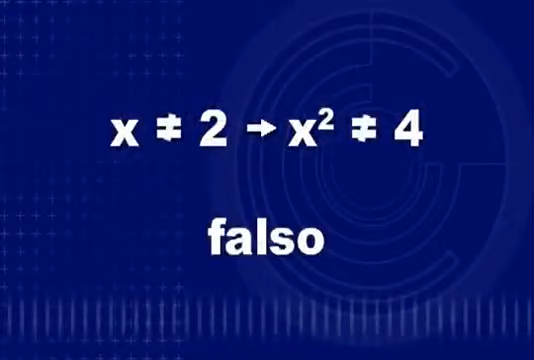 x ≠ 2 → x² ≠ 4
falso